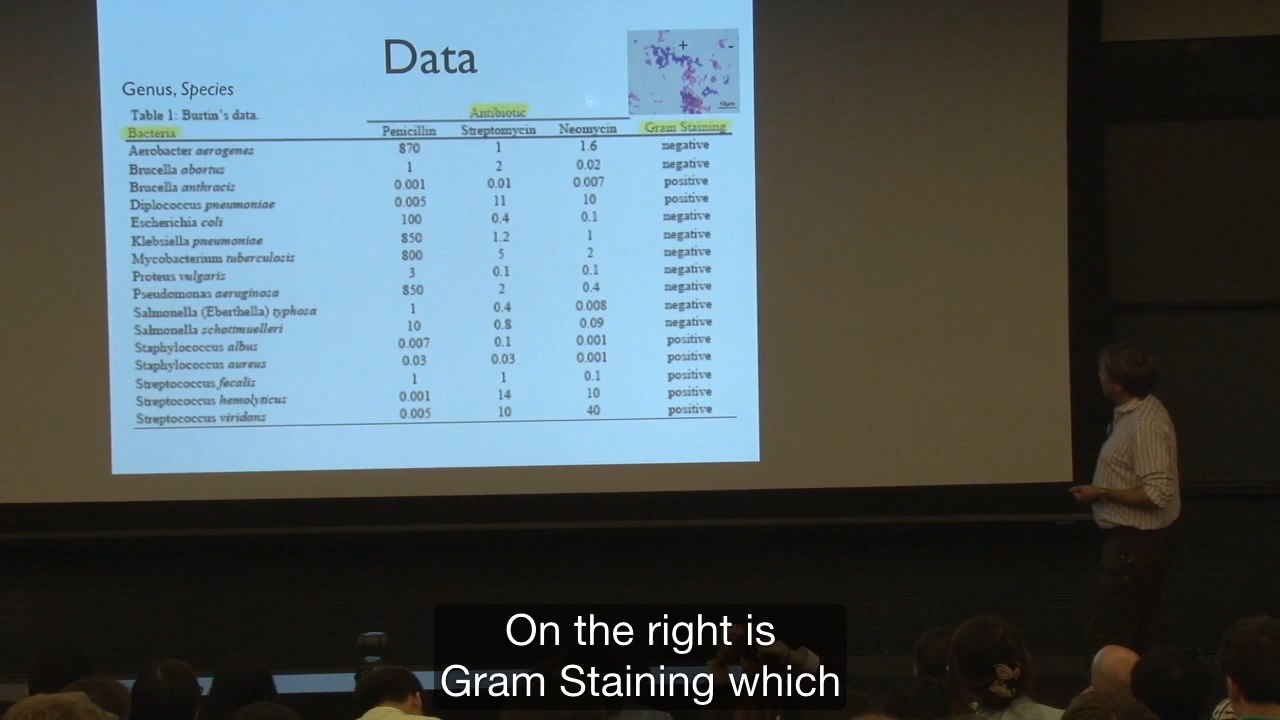 Data
+ -
10µm
Genus, Species
Table 1: Burtin's data.
Antibiotic
Bacteria Penicillin Streptomycin Neomycin Gram Staining
Aerobacter aerogenes 870 1 1.6 negative
Brucella abortus 1 2 0.02 negative
Brucella anthracis 0.001 0.01 0.007 positive
Diplococcus pneumoniae 0.005 11 10 positive
Escherichia coli 100 0.4 0.1 negative
Klebsiella pneumoniae 850 1.2 1 negative
Mycobacterium tuberculosis 800 5 2 negative
Proteus vulgaris 3 0.1 0.1 negative
Pseudomonas aeruginosa 850 2 0.4 negative
Salmonella (Eberthella) typhosa 1 0.4 0.008 negative
Salmonella schottmuelleri 10 0.8 0.09 negative
Staphylococcus albus 0.007 0.1 0.001 positive
Staphylococcus aureus 0.03 0.03 0.001 positive
Streptococcus fecalis 1 1 0.1 positive
Streptococcus hemolyticus 0.001 14 10 positive
Streptococcus viridans 0.005 10 40 positive
On the right is
Gram Staining which